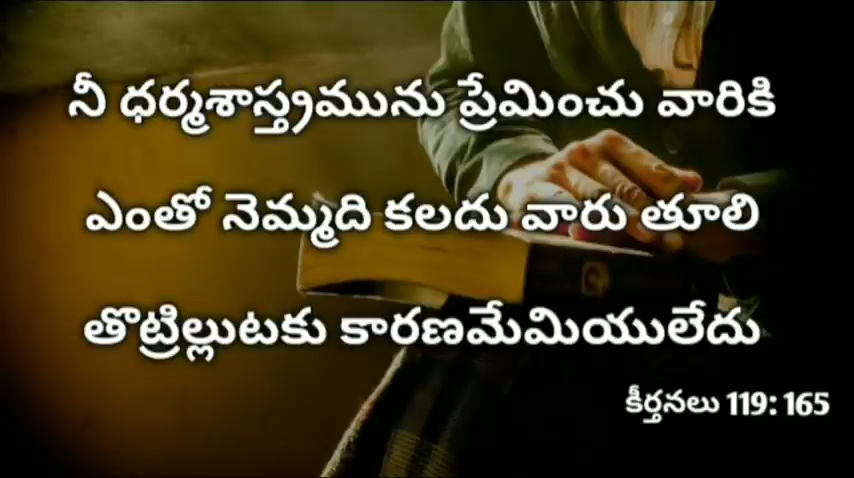 నీ ధర్మశాస్త్రమును ప్రేమించు వారికి
ఎంతో నెమ్మది కలదు వారు తూలి
తొట్రిల్లుటకు కారణమేమియులేదు
కీర్తనలు 119: 165